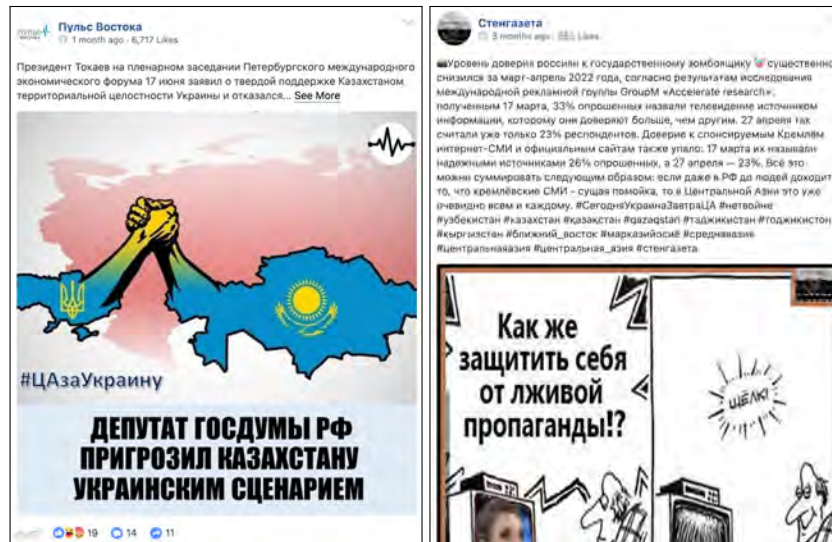 Пульс Востока
1 month ago · 6,717 Likes
Президент Токаев на пленарном заседании Петербургского международного
экономического форума 17 июня заявил о твердой поддержке Казахстаном
территориальной целостности Украины и отказался... See More
#ЦАзаУкраину
ДЕПУТАТ ГОСДУМЫ РФ
ПРИГРОЗИЛ КАЗАХСТАНУ
УКРАИНСКИМ СЦЕНАРИЕМ
19 14 11
Стенгазета
3 months ago · Likes
Уровень доверия россиян к государственному зомбоящику существенно
снизился за март-апрель 2022 года, согласно результатам исследования
международной рекламной группы GroupM «Accelerate research».
полученным 17 марта, 33% опрошенных назвали телевидение источником
информации, которому они доверяют больше, чем другим. 27 апреля так
считали уже только 23% респондентов. Доверие к спонсируемым Кремлём
интернет-СМИ и официальным сайтам также упало: 17 марта их называли
надежными источниками 26% опрошенных, а 27 апреля — 23%. Всё это
можно суммировать следующим образом: если даже в РФ до людей доходит
то, что кремлёвские СМИ - сущая помойка, то в Центральной Азии это уже
очевидно всем и каждому. #СегодняУкраинаЗавтраЦА #нетвойне
#узбекистан #казахстан #қазақстан #qazaqstan #таджикистан #тоҷикистон
#кыргызстан #ближний_восток #марказийосиё #средняяазия
#центральнаяазия #центральная_азия #стенгазета
Как же
защитить себя
от лживой
пропаганды!?
ЩЁЛК!